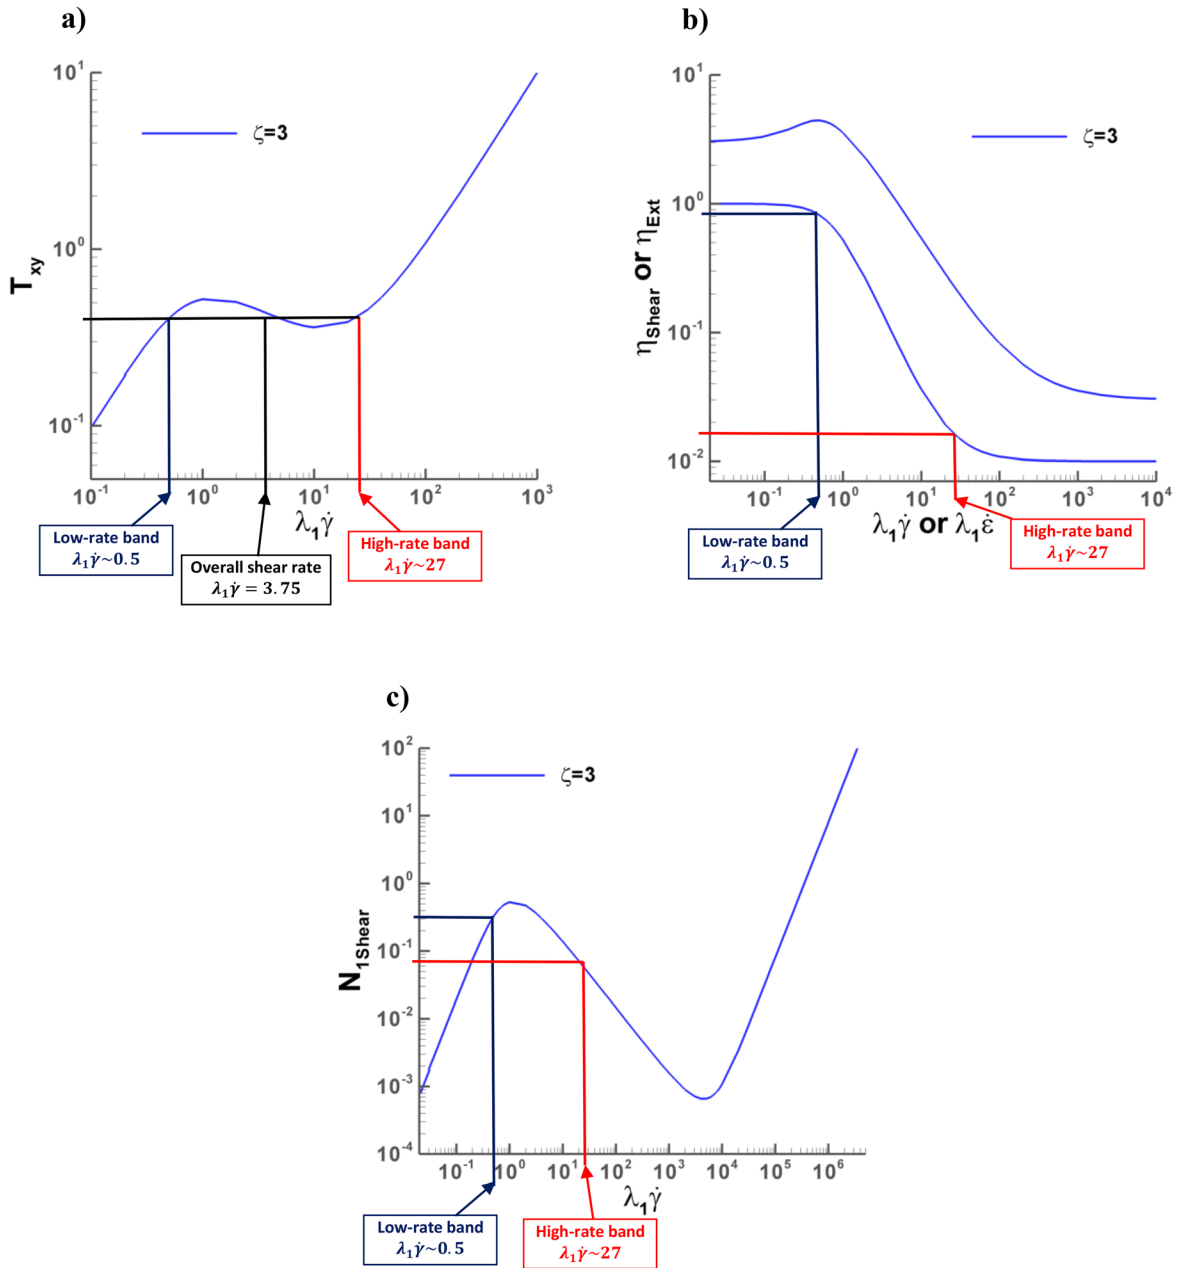 a)
10¹
ζ=3
10⁰
T_xy
10⁻¹
10⁻¹ 10⁰ 10¹ 10² 10³
λ₁γ̇
Low-rate band
λ₁γ̇~0.5
Overall shear rate
λ₁γ̇ = 3.75
High-rate band
λ₁γ̇~27
b)
10¹
ζ=3
10⁰
η_Shear or η_Ext
10⁻¹
10⁻²
10⁻¹ 10⁰ 10¹ 10² 10³ 10⁴
λ₁γ̇ or λ₁ε̇
Low-rate band
λ₁γ̇~0.5
High-rate band
λ₁γ̇~27
c)
10²
ζ=3
10¹
10⁰
N_1Shear
10⁻¹
10⁻²
10⁻³
10⁻⁴
10⁻¹ 10⁰ 10¹ 10² 10³ 10⁴ 10⁵ 10⁶
λ₁γ̇
Low-rate band
λ₁γ̇~0.5
High-rate band
λ₁γ̇~27